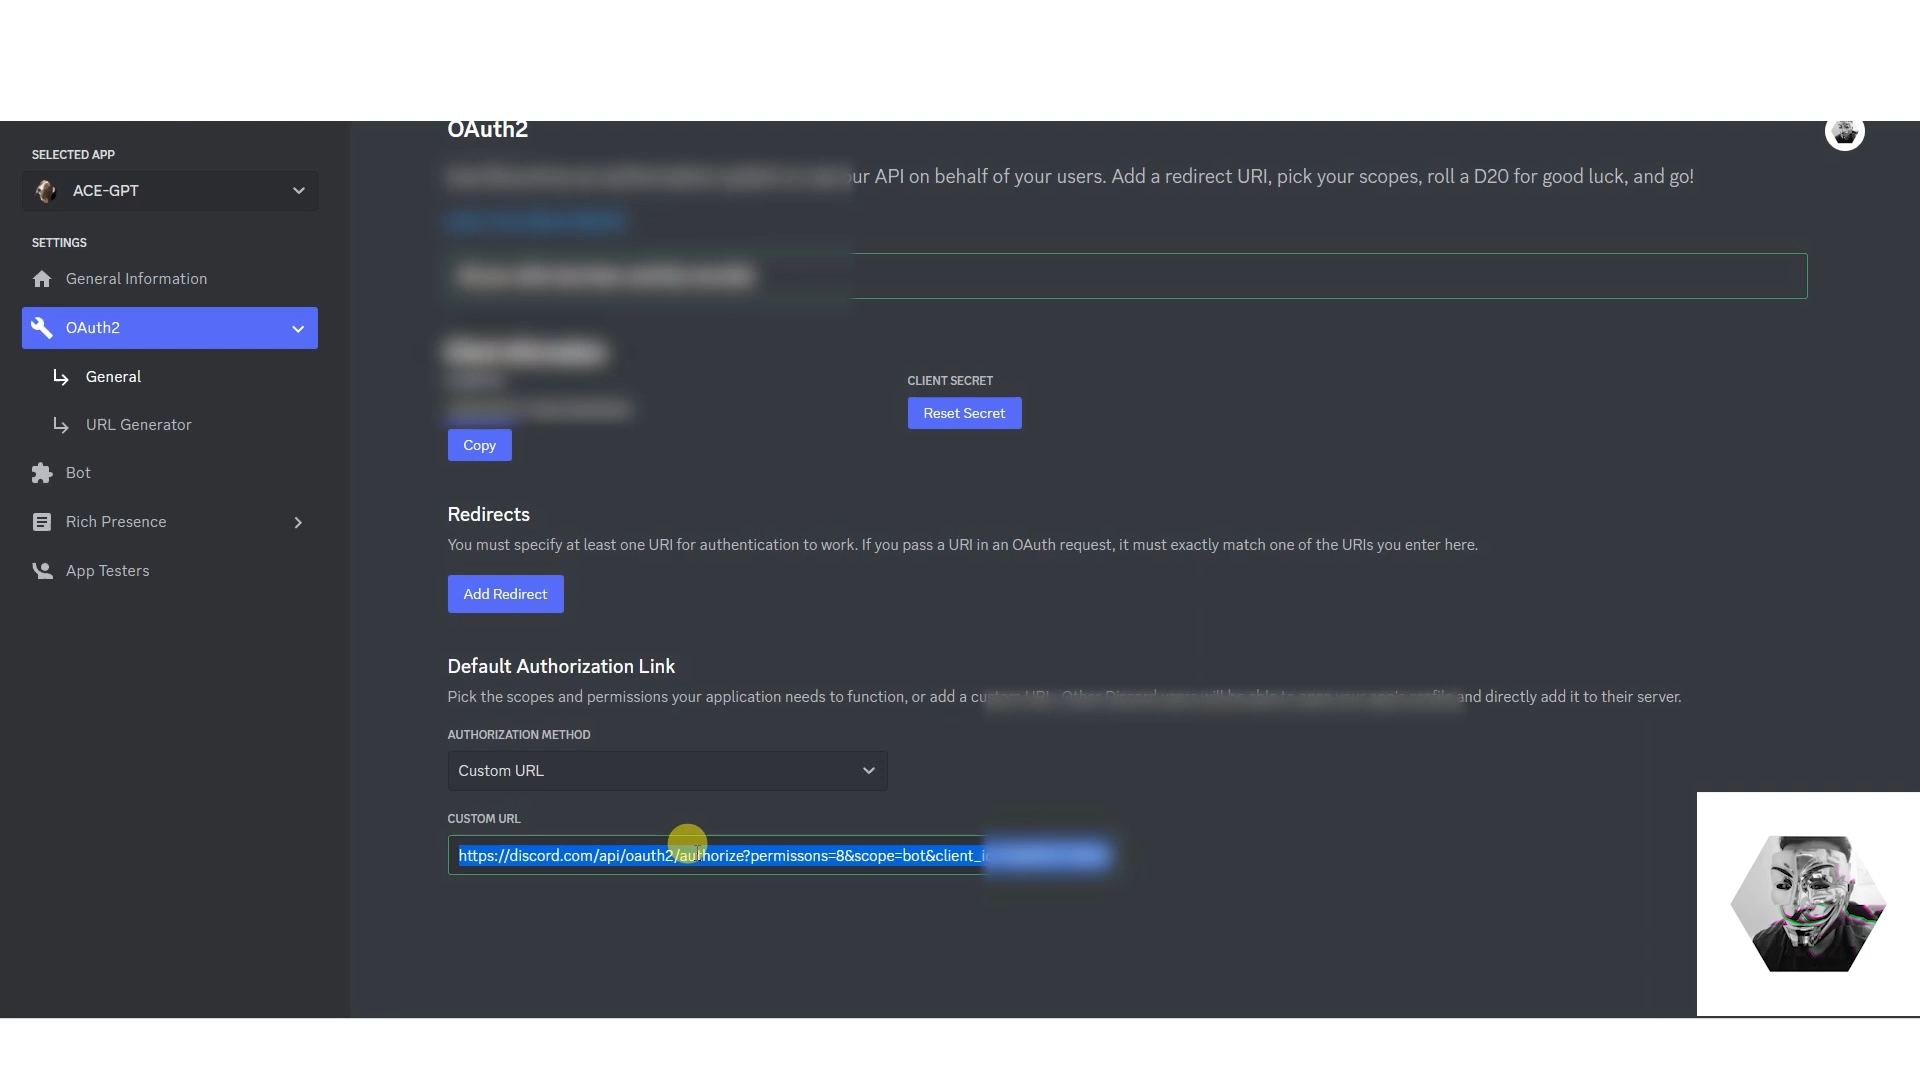 OAuth2
SELECTED APP
ACE-GPT
ur API on behalf of your users. Add a redirect URI, pick your scopes, roll a D20 for good luck, and go!
SETTINGS
General Information
OAuth2
General
URL Generator
Bot
Rich Presence
App Testers
CLIENT SECRET
Reset Secret
Copy
Redirects
You must specify at least one URI for authentication to work. If you pass a URI in an OAuth request, it must exactly match one of the URIs you enter here.
Add Redirect
Default Authorization Link
Pick the scopes and permissions your application needs to function, or add a cu and directly add it to their server.
AUTHORIZATION METHOD
Custom URL
CUSTOM URL
https://discord.com/api/oauth2/authorize?permissons=8&scope=bot&client_i